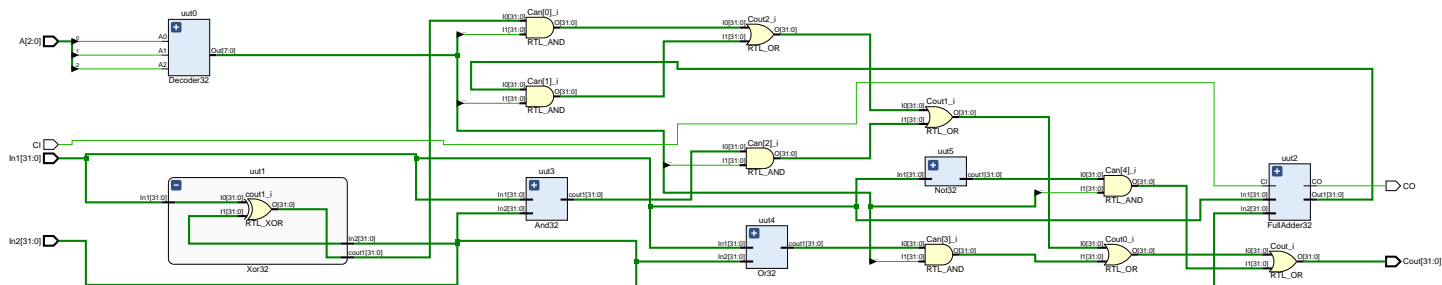 uut0
A[2:0]
0
1
2
A0
A1
A2
Out[7:0]
Decoder32
Can[0]_i
I0[31:0]
I1[31:0]
O[31:0]
RTL_AND
Cout2_i
I0[31:0]
I1[31:0]
O[31:0]
RTL_OR
Can[1]_i
I0[31:0]
I1[31:0]
O[31:0]
RTL_AND
Cout1_i
I0[31:0]
I1[31:0]
O[31:0]
RTL_OR
CI
In1[31:0]
Can[2]_i
I0[31:0]
I1[31:0]
O[31:0]
RTL_AND
uut5
In1[31:0]
cout1[31:0]
Not32
Can[4]_i
I0[31:0]
I1[31:0]
O[31:0]
RTL_AND
uut2
CI
In1[31:0]
In2[31:0]
CO
Out1[31:0]
FullAdder32
CO
uut1
In1[31:0]
cout1_i
I0[31:0]
I1[31:0]
O[31:0]
RTL_XOR
In2[31:0]
cout1[31:0]
Xor32
uut3
In1[31:0]
In2[31:0]
cout1[31:0]
And32
In2[31:0]
uut4
In1[31:0]
In2[31:0]
cout1[31:0]
Or32
Can[3]_i
I0[31:0]
I1[31:0]
O[31:0]
RTL_AND
Cout0_i
I0[31:0]
I1[31:0]
O[31:0]
RTL_OR
Cout_i
I0[31:0]
I1[31:0]
O[31:0]
RTL_OR
Cout[31:0]